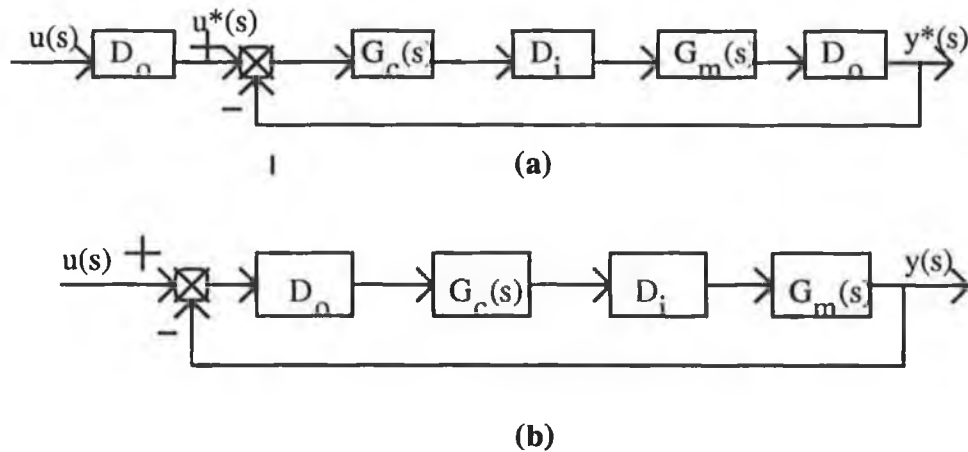 u(s) D_o u*(s) + G_c(s) D_i G_m(s) D_o y*(s)
−
(a)
u(s) + D_o G_c(s) D_i G_m(s) y(s)
−
(b)